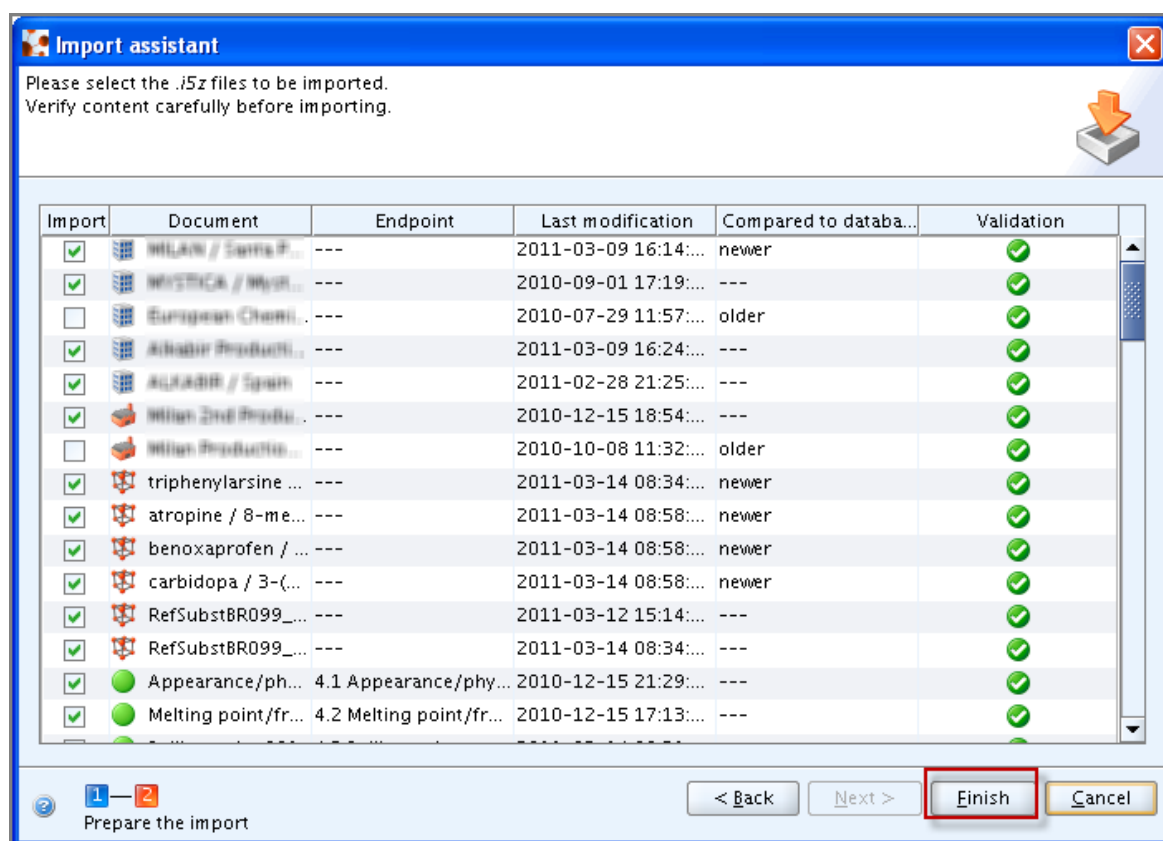 Import assistant
Please select the .i5z files to be imported.
Verify content carefully before importing.
Import Document Endpoint Last modification Compared to databa... Validation
--- 2011-03-09 16:14:... newer
--- 2010-09-01 17:19:... ---
--- 2010-07-29 11:57:... older
--- 2011-03-09 16:24:... ---
--- 2011-02-28 21:25:... ---
--- 2010-12-15 18:54:... ---
--- 2010-10-08 11:32:... older
triphenylarsine ... --- 2011-03-14 08:34:... newer
atropine / 8-me... --- 2011-03-14 08:58:... newer
benoxaprofen / ... --- 2011-03-14 08:58:... newer
carbidopa / 3-(... --- 2011-03-14 08:58:... newer
RefSubstBR099_... --- 2011-03-12 15:14:... ---
RefSubstBR099_... --- 2011-03-14 08:34:... ---
Appearance/ph... 4.1 Appearance/phy... 2010-12-15 21:29:... ---
Melting point/fr... 4.2 Melting point/fr... 2010-12-15 17:13:... ---
1 2
Prepare the import
< Back Next > Finish Cancel